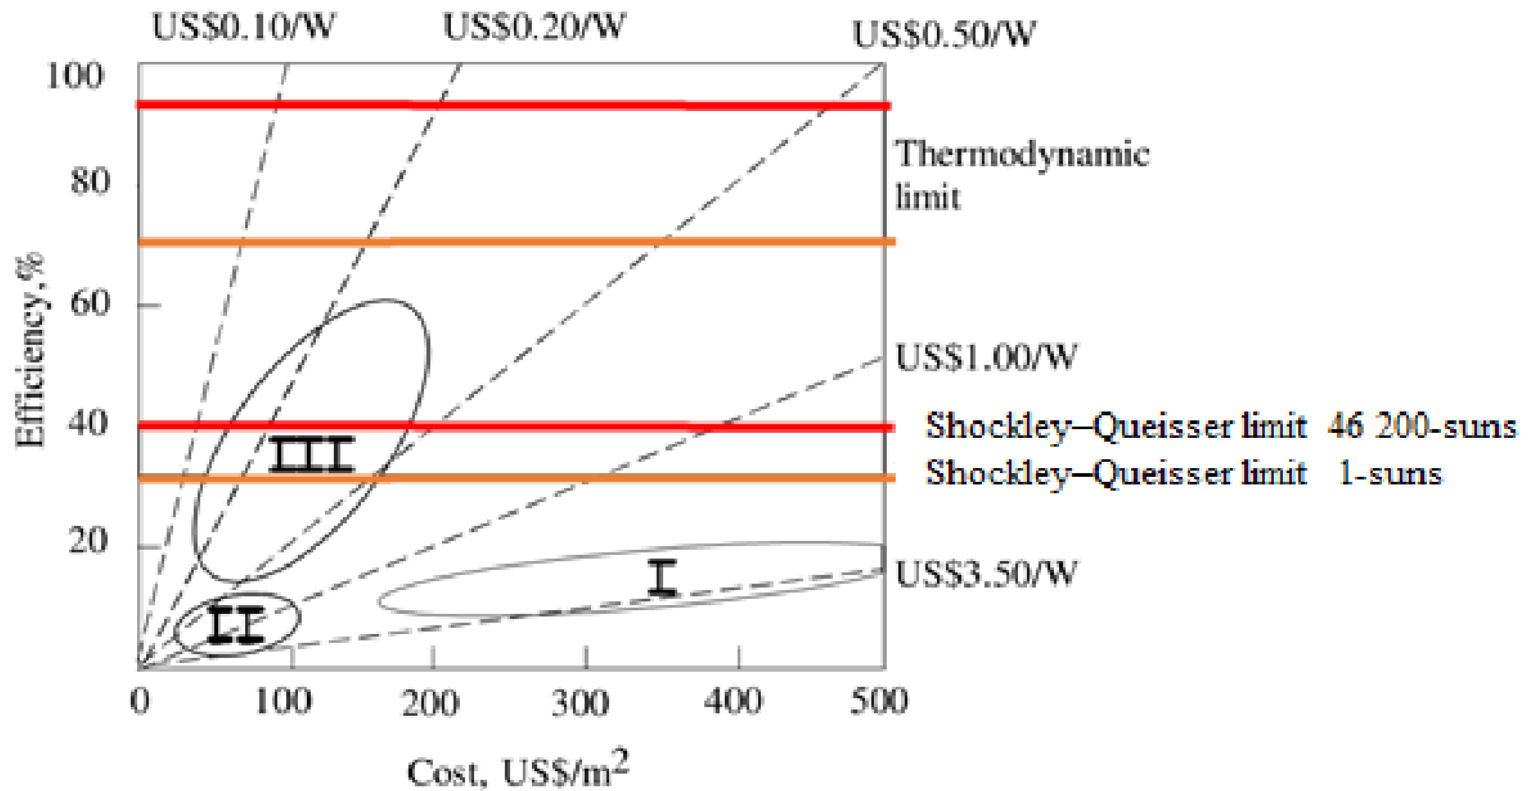 US$0.10/W US$0.20/W US$0.50/W
100
Thermodynamic
limit
80
Efficiency,%
60
US$1.00/W
40
Shockley–Queisser limit 46 200-suns
III
Shockley–Queisser limit 1-suns
20
I
US$3.50/W
II
0 100 200 300 400 500
Cost, US$/m²